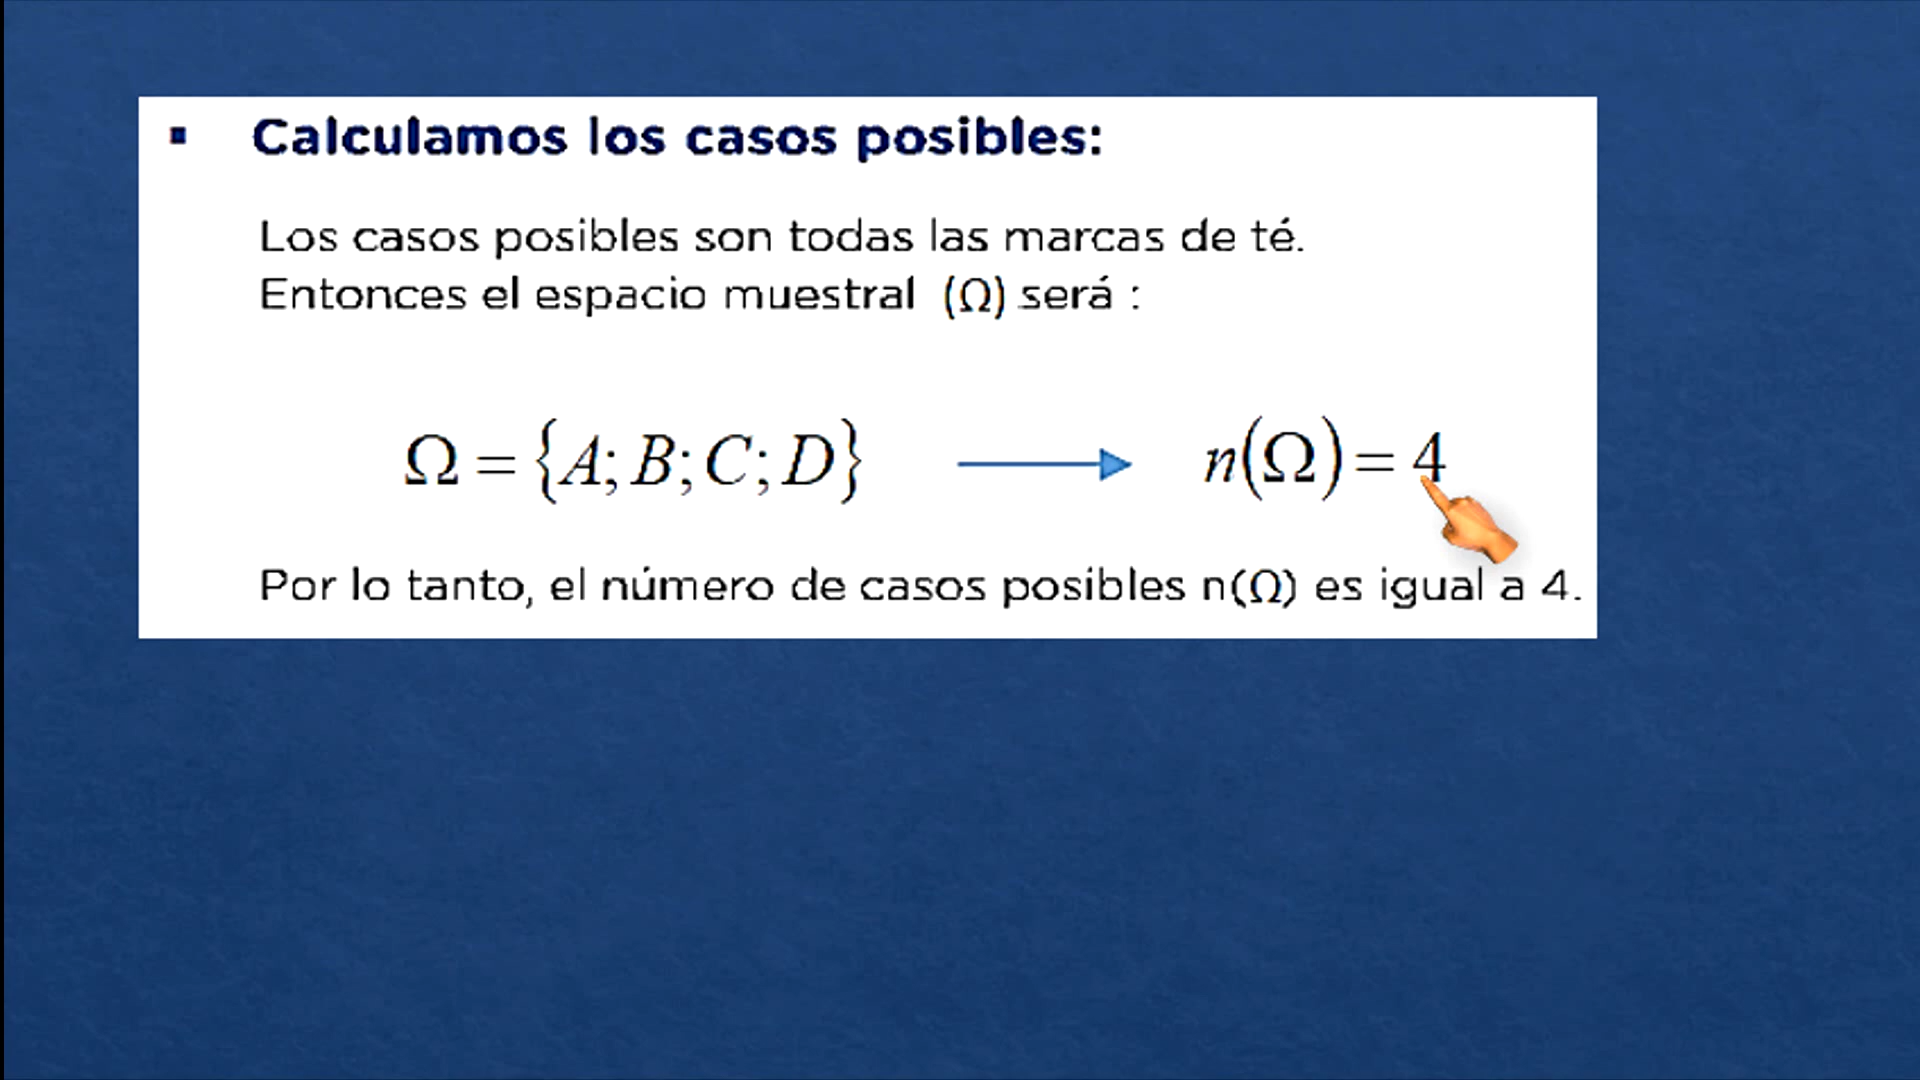 ▪ Calculamos los casos posibles:
Los casos posibles son todas las marcas de té.
Entonces el espacio muestral (Ω) será :
Ω = {A; B; C; D} → n(Ω) = 4
Por lo tanto, el número de casos posibles n(Ω) es igual a 4.